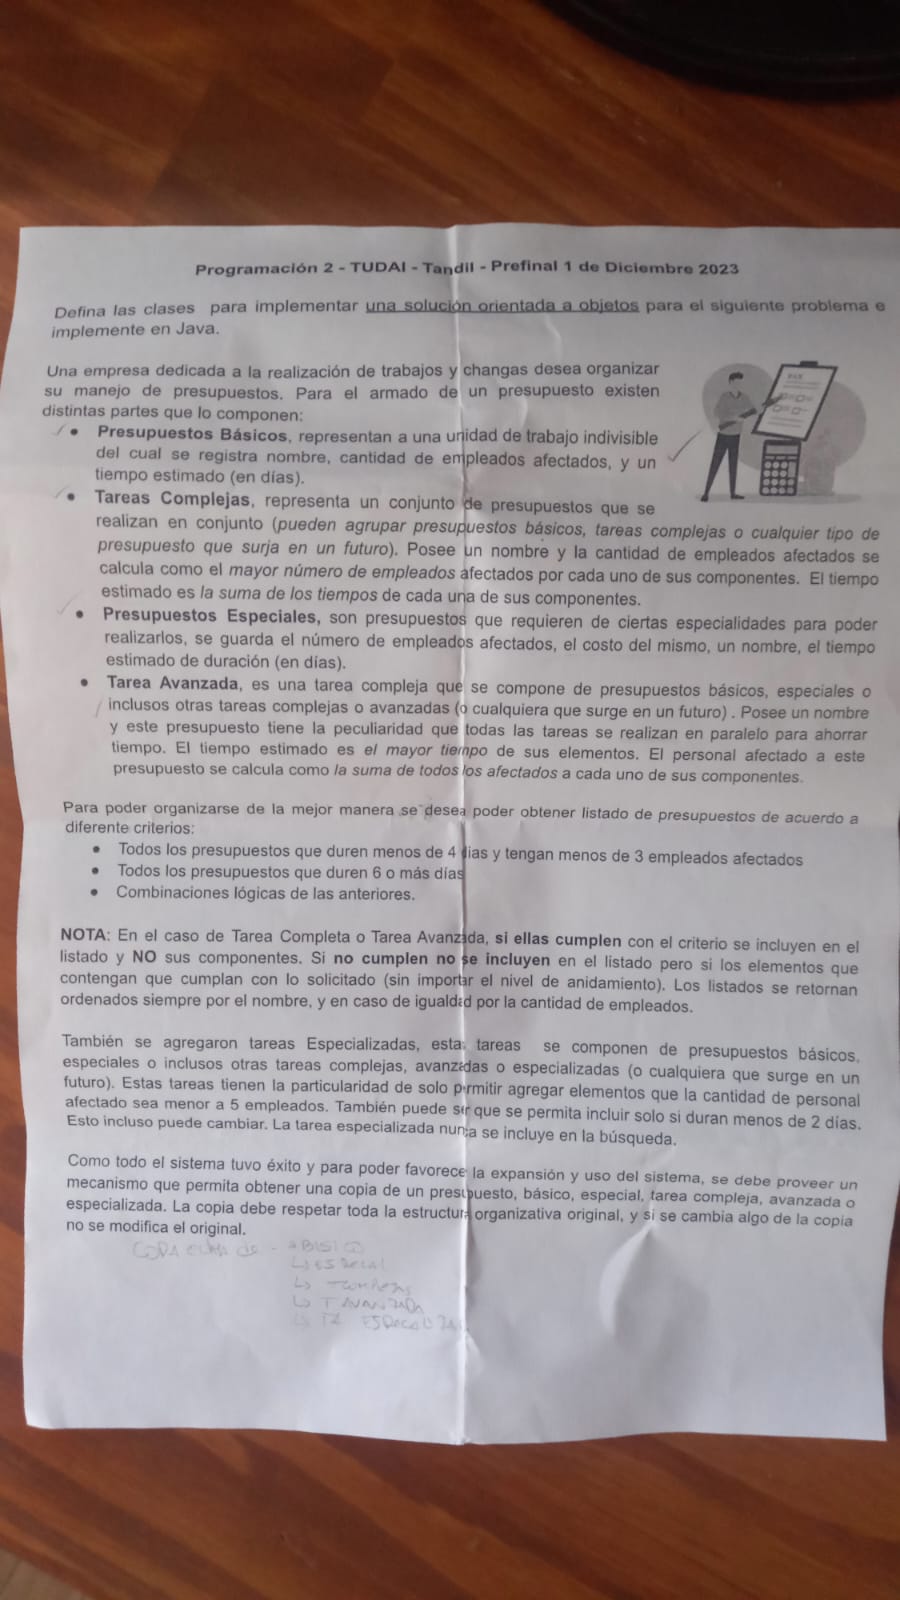 Programación 2 - TUDAI - Tandil - Prefinal 1 de Diciembre 2023
Defina las clases para implementar una solución orientada a objetos para el siguiente problema e
implemente en Java.
Una empresa dedicada a la realización de trabajos y changas desea organizar
su manejo de presupuestos. Para el armado de un presupuesto existen
distintas partes que lo componen:
• Presupuestos Básicos, representan a una unidad de trabajo indivisible
del cual se registra nombre, cantidad de empleados afectados, y un
tiempo estimado (en días).
• Tareas Complejas, representa un conjunto de presupuestos que se
realizan en conjunto (pueden agrupar presupuestos básicos, tareas complejas o cualquier tipo de
presupuesto que surja en un futuro). Posee un nombre y la cantidad de empleados afectados se
calcula como el mayor número de empleados afectados por cada uno de sus componentes. El tiempo
estimado es la suma de los tiempos de cada una de sus componentes.
• Presupuestos Especiales, son presupuestos que requieren de ciertas especialidades para poder
realizarlos, se guarda el número de empleados afectados, el costo del mismo, un nombre, el tiempo
estimado de duración (en días).
• Tarea Avanzada, es una tarea compleja que se compone de presupuestos básicos, especiales o
inclusos otras tareas complejas o avanzadas (o cualquiera que surge en un futuro) . Posee un nombre
y este presupuesto tiene la peculiaridad que todas las tareas se realizan en paralelo para ahorrar
tiempo. El tiempo estimado es el mayor tiempo de sus elementos. El personal afectado a este
presupuesto se calcula como la suma de todos los afectados a cada uno de sus componentes.
Para poder organizarse de la mejor manera se desea poder obtener listado de presupuestos de acuerdo a
diferente criterios:
• Todos los presupuestos que duren menos de 4 dias y tengan menos de 3 empleados afectados
• Todos los presupuestos que duren 6 o más días
• Combinaciones lógicas de las anteriores.
NOTA: En el caso de Tarea Completa o Tarea Avanzada, si ellas cumplen con el criterio se incluyen en el
listado y NO sus componentes. Si no cumplen no se incluyen en el listado pero si los elementos que
contengan que cumplan con lo solicitado (sin importar el nivel de anidamiento). Los listados se retornan
ordenados siempre por el nombre, y en caso de igualdad por la cantidad de empleados.
También se agregaron tareas Especializadas, estas tareas se componen de presupuestos básicos,
especiales o inclusos otras tareas complejas, avanzadas o especializadas (o cualquiera que surge en un
futuro). Estas tareas tienen la particularidad de solo permitir agregar elementos que la cantidad de personal
afectado sea menor a 5 empleados. También puede ser que se permita incluir solo si duran menos de 2 días.
Esto incluso puede cambiar. La tarea especializada nunca se incluye en la búsqueda.
Como todo el sistema tuvo éxito y para poder favorecer la expansión y uso del sistema, se debe proveer un
mecanismo que permita obtener una copia de un presupuesto, básico, especial, tarea compleja, avanzada o
especializada. La copia debe respetar toda la estructura organizativa original, y si se cambia algo de la copia
no se modifica el original.